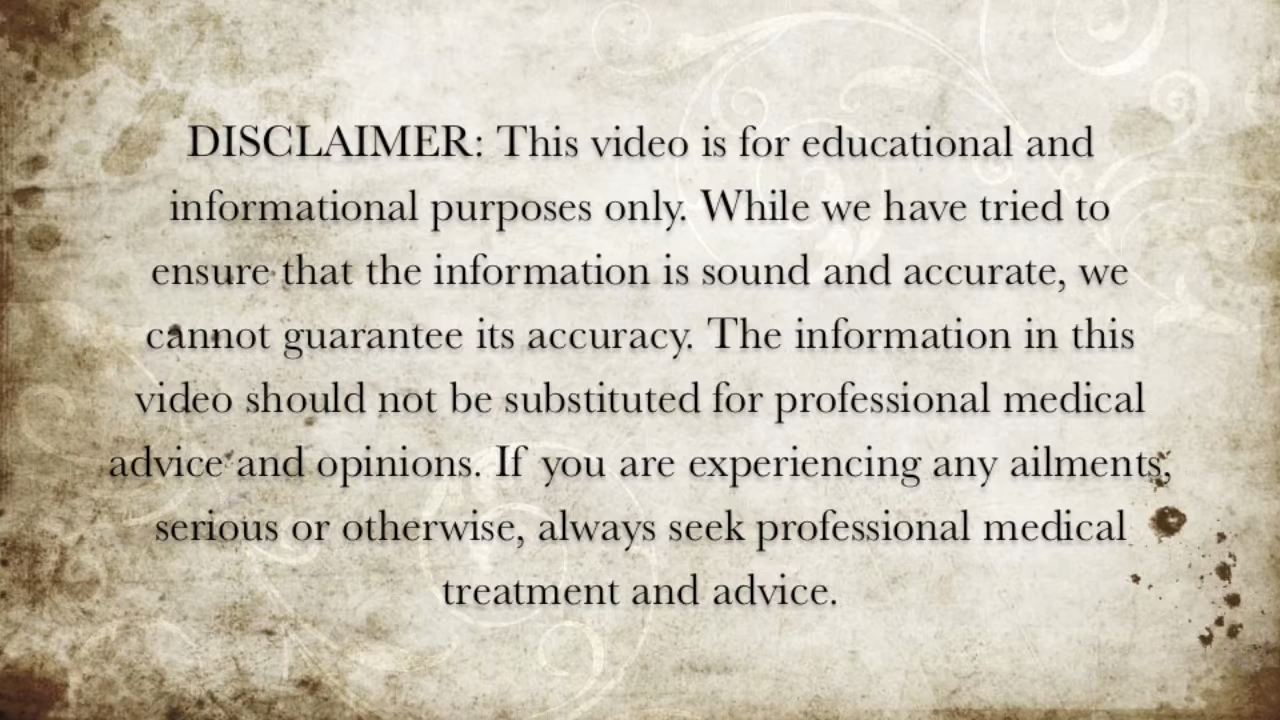 DISCLAIMER: This video is for educational and
informational purposes only. While we have tried to
ensure that the information is sound and accurate, we
cannot guarantee its accuracy. The information in this
video should not be substituted for professional medical
advice and opinions. If you are experiencing any ailments,
serious or otherwise, always seek professional medical
treatment and advice.